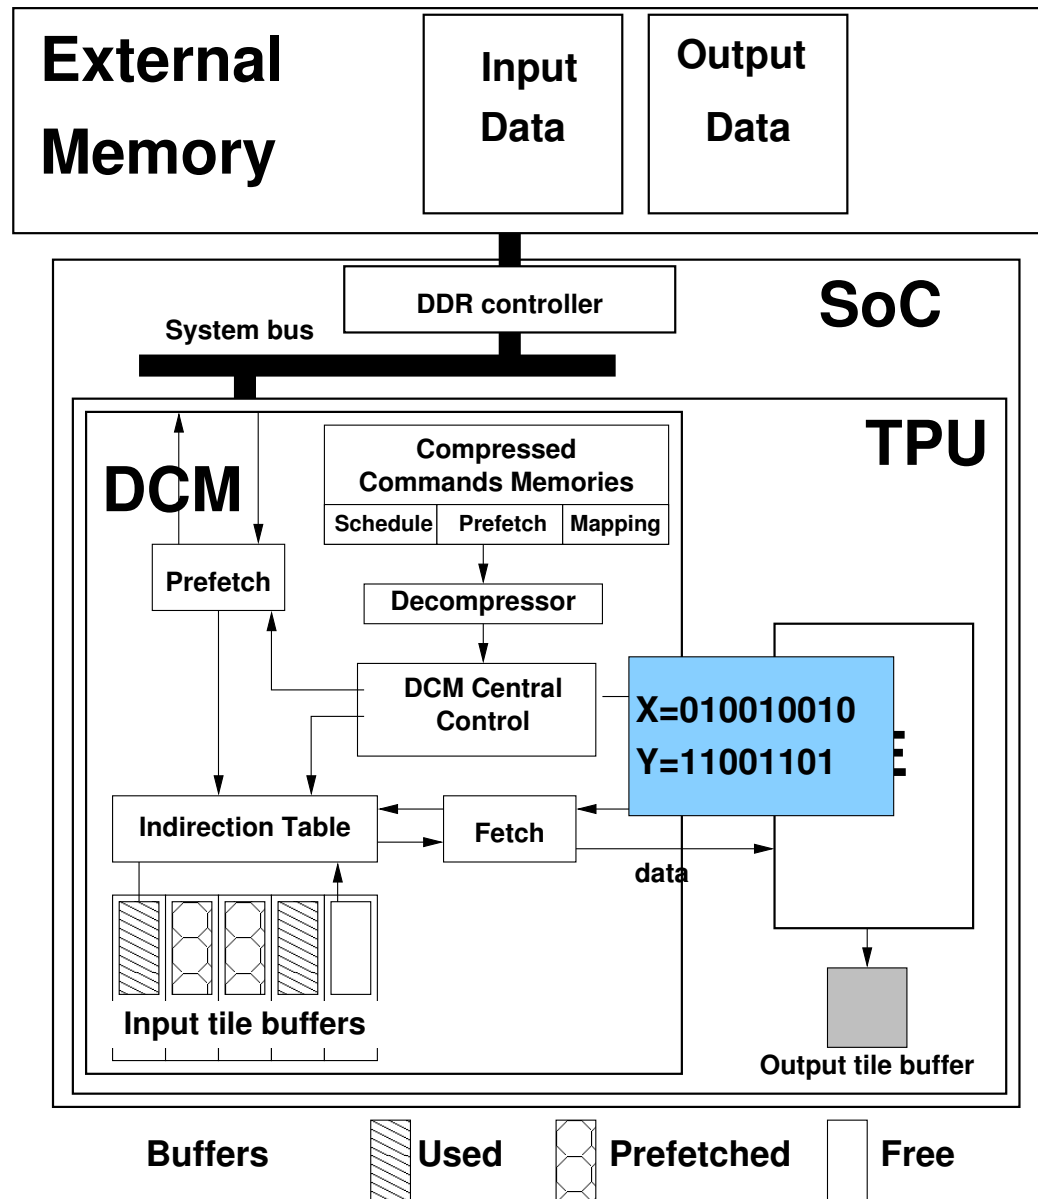 External
Memory
Input
Data
Output
Data
DDR controller
SoC
System bus
TPU
DCM
Compressed
Commands Memories
Schedule
Prefetch
Mapping
Prefetch
Decompressor
DCM Central
Control
X=010010010
Y=11001101
Indirection Table
Fetch
data
Input tile buffers
Output tile buffer
Buffers
Used
Prefetched
Free